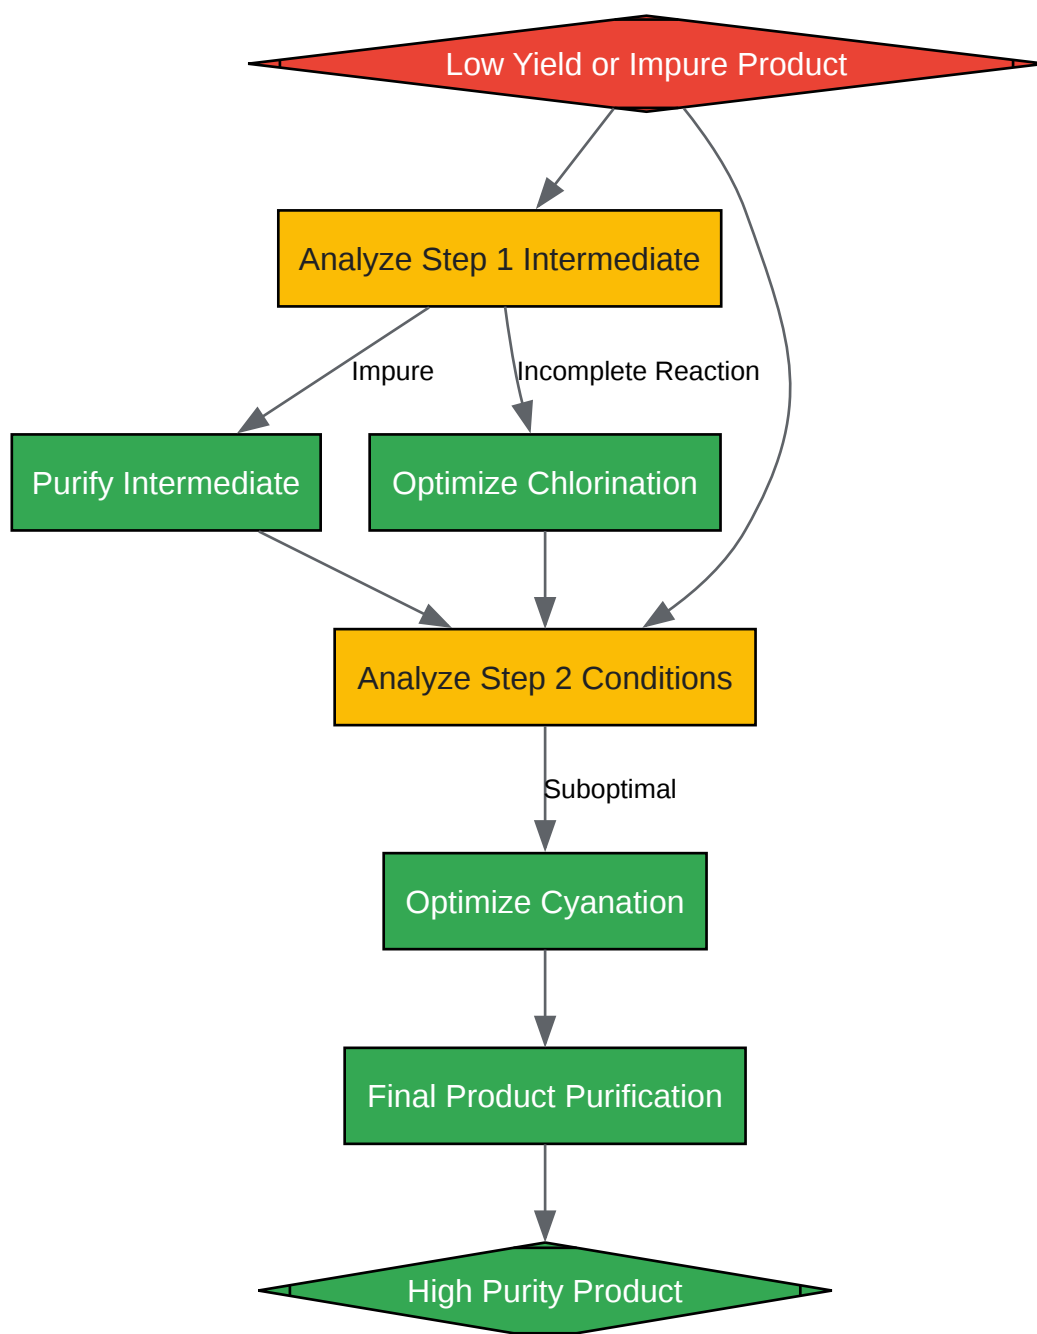 Low Yield or Impure Product
Analyze Step 1 Intermediate
Impure
Incomplete Reaction
Purify Intermediate
Optimize Chlorination
Analyze Step 2 Conditions
Suboptimal
Optimize Cyanation
Final Product Purification
High Purity Product